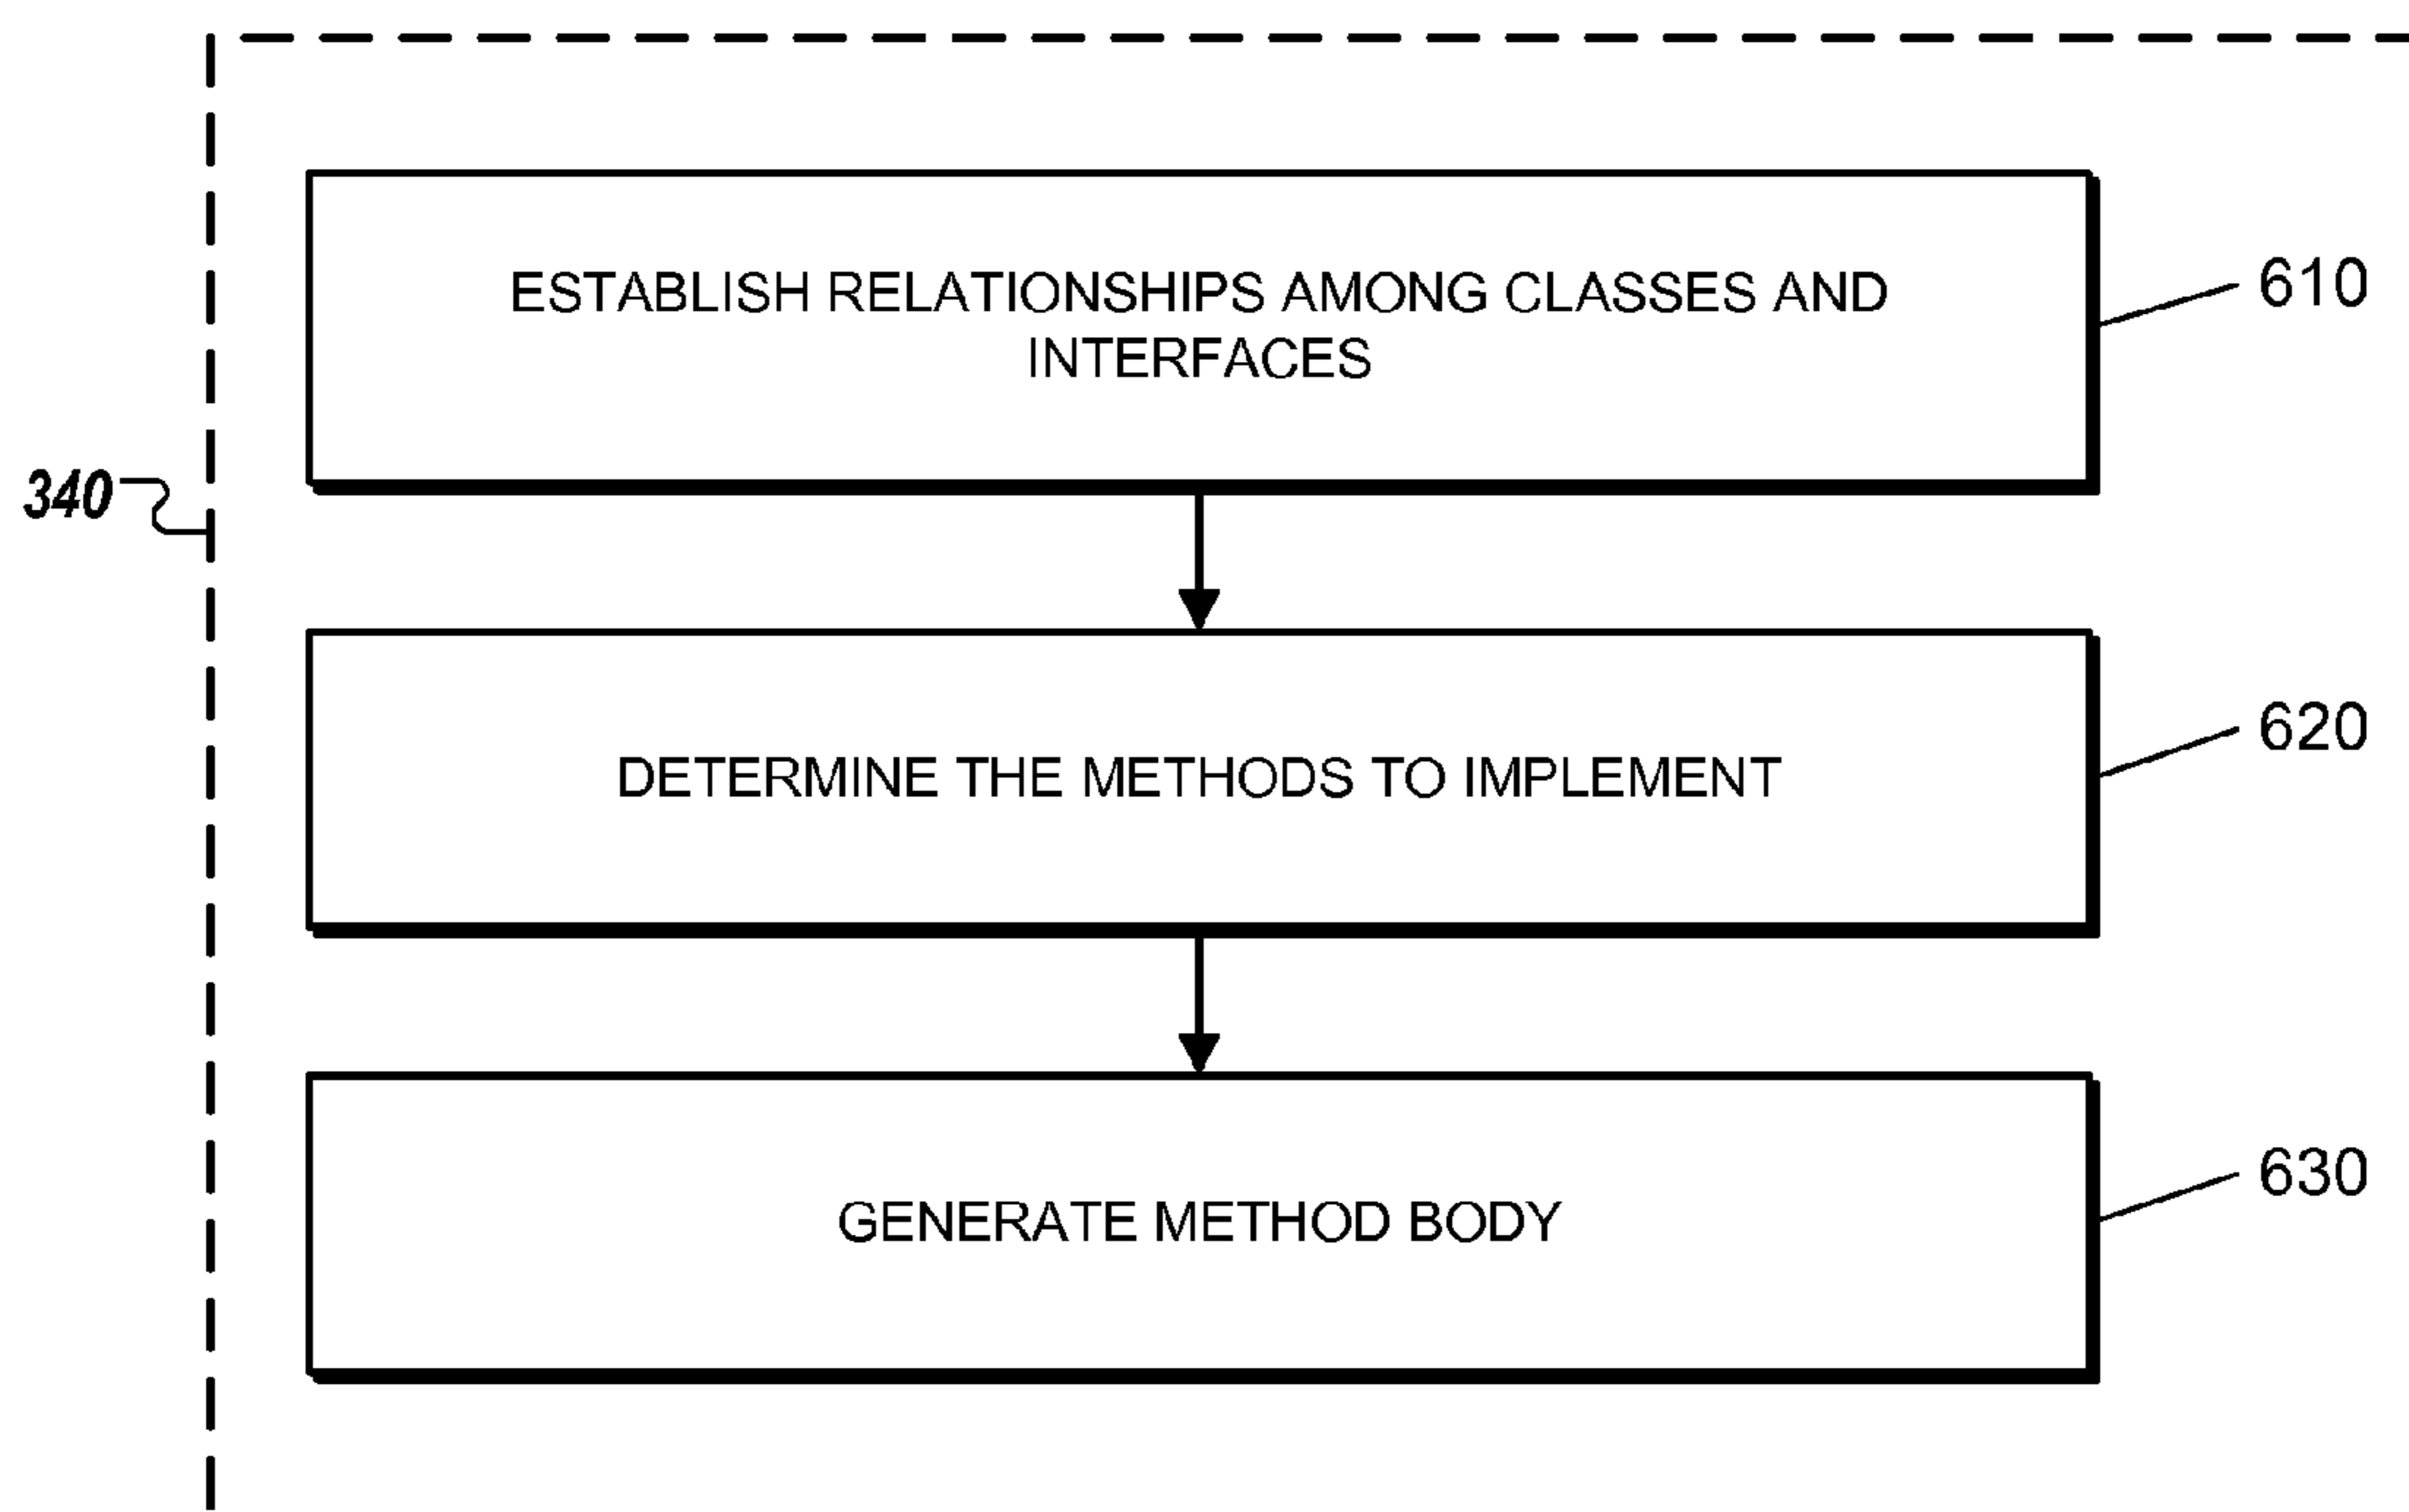 ESTABLISH RELATIONSHIPS AMONG CLASSES AND
INTERFACES
610
340
DETERMINE THE METHODS TO IMPLEMENT
620
GENERATE METHOD BODY
630